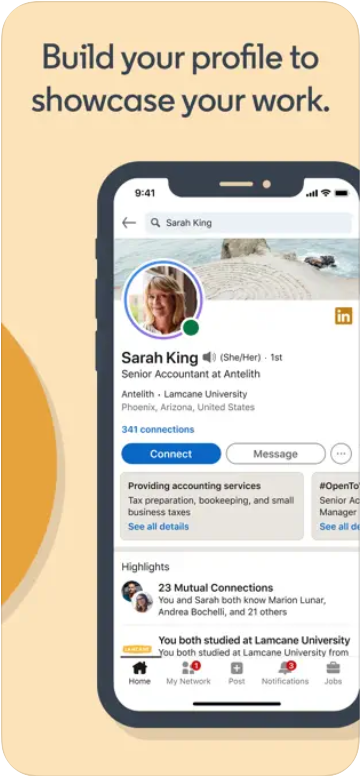 Build your profile to
showcase your work.
9:41
Sarah King
in
Sarah King (She/Her) · 1st
Senior Accountant at Antelith
Antelith • Lamcane University
Phoenix, Arizona, United States
341 connections
Connect
Message
Providing accounting services
Tax preparation, bookeeping, and small
business taxes
See all details
#OpenTo
Senior Ac
Manager
See all de
Highlights
23 Mutual Connections
You and Sarah both know Marion Lunar,
Andrea Bochelli, and 21 others
You both studied at Lamcane University
You both studied at Lamcane University from
Home
My Network
1
Post
Notifications
3
Jobs